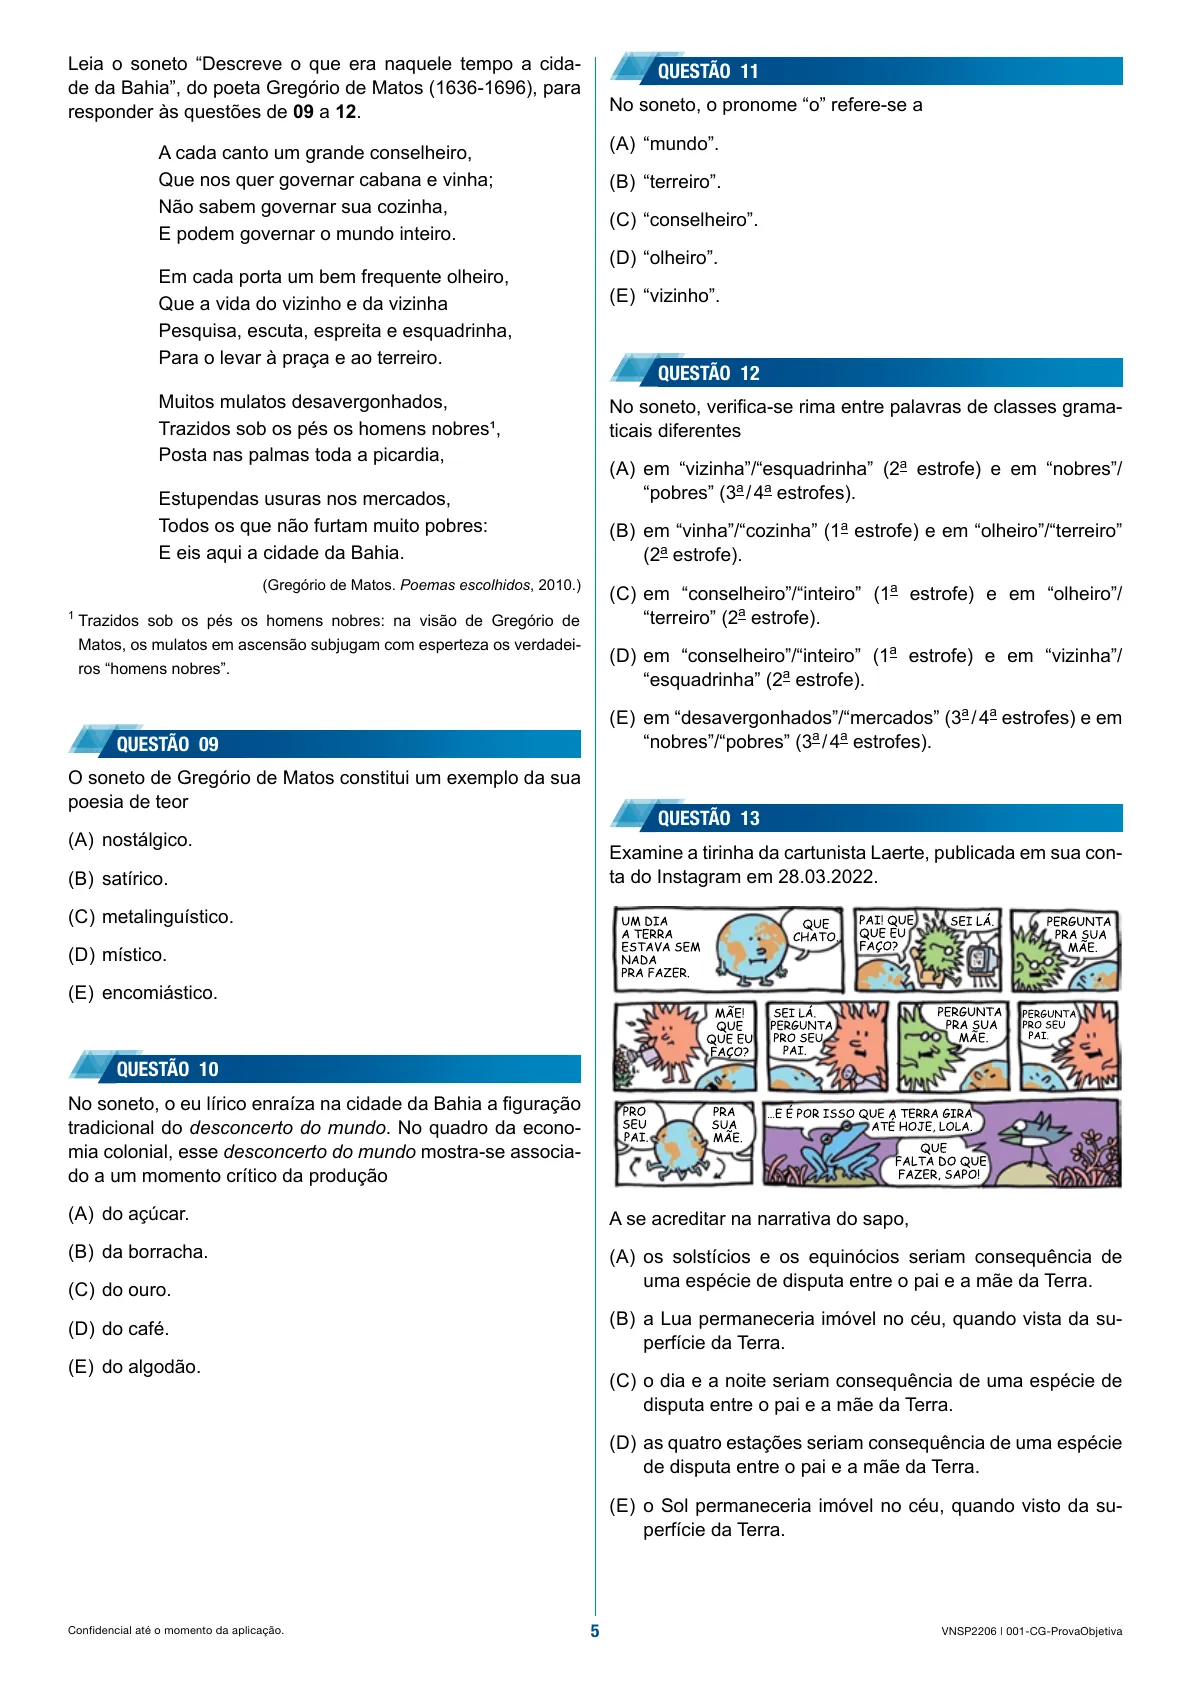 Leia o soneto “Descreve o que era naquele tempo a cida-
de da Bahia”, do poeta Gregório de Matos (1636-1696), para
responder às questões de 09 a 12.
A cada canto um grande conselheiro,
Que nos quer governar cabana e vinha;
Não sabem governar sua cozinha,
E podem governar o mundo inteiro.
Em cada porta um bem frequente olheiro,
Que a vida do vizinho e da vizinha
Pesquisa, escuta, espreita e esquadrinha,
Para o levar à praça e ao terreiro.
Muitos mulatos desavergonhados,
Trazidos sob os pés os homens nobres¹,
Posta nas palmas toda a picardia,
Estupendas usuras nos mercados,
Todos os que não furtam muito pobres:
E eis aqui a cidade da Bahia.
(Gregório de Matos. Poemas escolhidos, 2010.)
¹ Trazidos sob os pés os homens nobres: na visão de Gregório de
Matos, os mulatos em ascensão subjugam com esperteza os verdadei-
ros “homens nobres”.
QUESTÃO 09
O soneto de Gregório de Matos constitui um exemplo da sua
poesia de teor
(A) nostálgico.
(B) satírico.
(C) metalinguístico.
(D) místico.
(E) encomiástico.
QUESTÃO 10
No soneto, o eu lírico enraíza na cidade da Bahia a figuração
tradicional do desconcerto do mundo. No quadro da econo-
mia colonial, esse desconcerto do mundo mostra-se associa-
do a um momento crítico da produção
(A) do açúcar.
(B) da borracha.
(C) do ouro.
(D) do café.
(E) do algodão.
QUESTÃO 11
No soneto, o pronome “o” refere-se a
(A) “mundo”.
(B) “terreiro”.
(C) “conselheiro”.
(D) “olheiro”.
(E) “vizinho”.
QUESTÃO 12
No soneto, verifica-se rima entre palavras de classes grama-
ticais diferentes
(A) em “vizinha”/“esquadrinha” (2ª estrofe) e em “nobres”/
“pobres” (3ª/4ª estrofes).
(B) em “vinha”/“cozinha” (1ª estrofe) e em “olheiro”/“terreiro”
(2ª estrofe).
(C) em “conselheiro”/“inteiro” (1ª estrofe) e em “olheiro”/
“terreiro” (2ª estrofe).
(D) em “conselheiro”/“inteiro” (1ª estrofe) e em “vizinha”/
“esquadrinha” (2ª estrofe).
(E) em “desavergonhados”/“mercados” (3ª/4ª estrofes) e em
“nobres”/“pobres” (3ª/4ª estrofes).
QUESTÃO 13
Examine a tirinha da cartunista Laerte, publicada em sua con-
ta do Instagram em 28.03.2022.
UM DIA
A TERRA
ESTAVA SEM
NADA
PRA FAZER.
QUE
CHATO.
PAI! QUE
QUE EU
FAÇO?
SEI LÁ.
PERGUNTA
PRA SUA
MÃE.
MÃE!
QUE
QUE EU
FAÇO?
SEI LÁ.
PERGUNTA
PRO SEU
PAI.
PERGUNTA
PRA SUA
MÃE.
PERGUNTA
PRO SEU
PAI.
PRO
SEU
PAI.
PRA
SUA
MÃE.
...E É POR ISSO QUE A TERRA GIRA
ATÉ HOJE, LOLA.
QUE
FALTA DO QUE
FAZER, SAPO!
A se acreditar na narrativa do sapo,
(A) os solstícios e os equinócios seriam consequência de
uma espécie de disputa entre o pai e a mãe da Terra.
(B) a Lua permaneceria imóvel no céu, quando vista da su-
perfície da Terra.
(C) o dia e a noite seriam consequência de uma espécie de
disputa entre o pai e a mãe da Terra.
(D) as quatro estações seriam consequência de uma espécie
de disputa entre o pai e a mãe da Terra.
(E) o Sol permaneceria imóvel no céu, quando visto da su-
perfície da Terra.
Confidencial até o momento da aplicação.
5
VNSP2206 | 001-CG-ProvaObjetiva